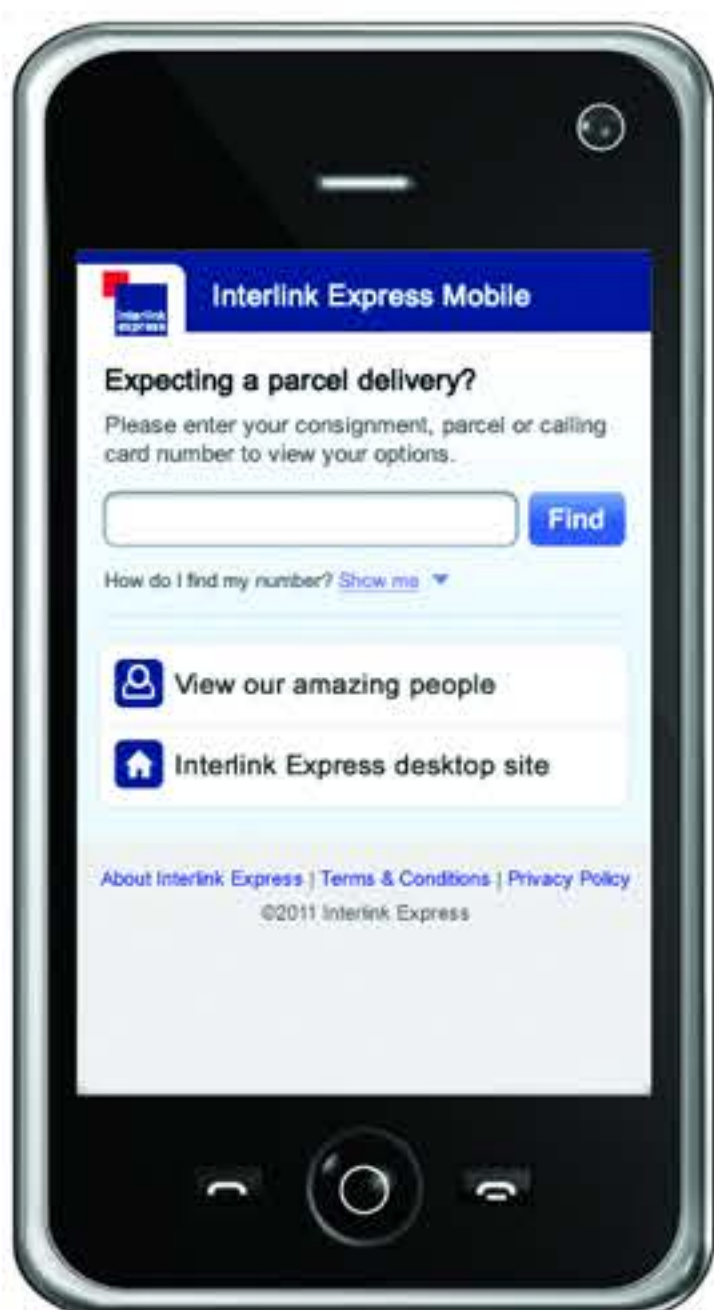 interlink
express
Interlink Express Mobile
Expecting a parcel delivery?
Please enter your consignment, parcel or calling
card number to view your options.
Find
How do I find my number? Show me
View our amazing people
Interlink Express desktop site
About Interlink Express | Terms & Conditions | Privacy Policy
©2011 Interlink Express